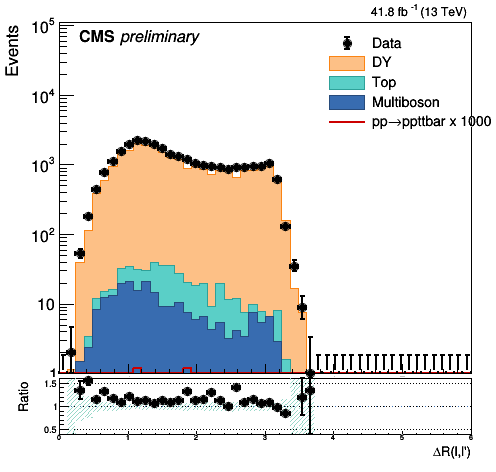 41.8 fb⁻¹ (13 TeV)
CMS preliminary
Events
10⁵
10⁴
10³
10²
10
1
Data
DY
Top
Multiboson
pp→ppttbar x 1000
Ratio
1.5
1
0.5
0 1 2 3 4 5 6
ΔR(l,l')